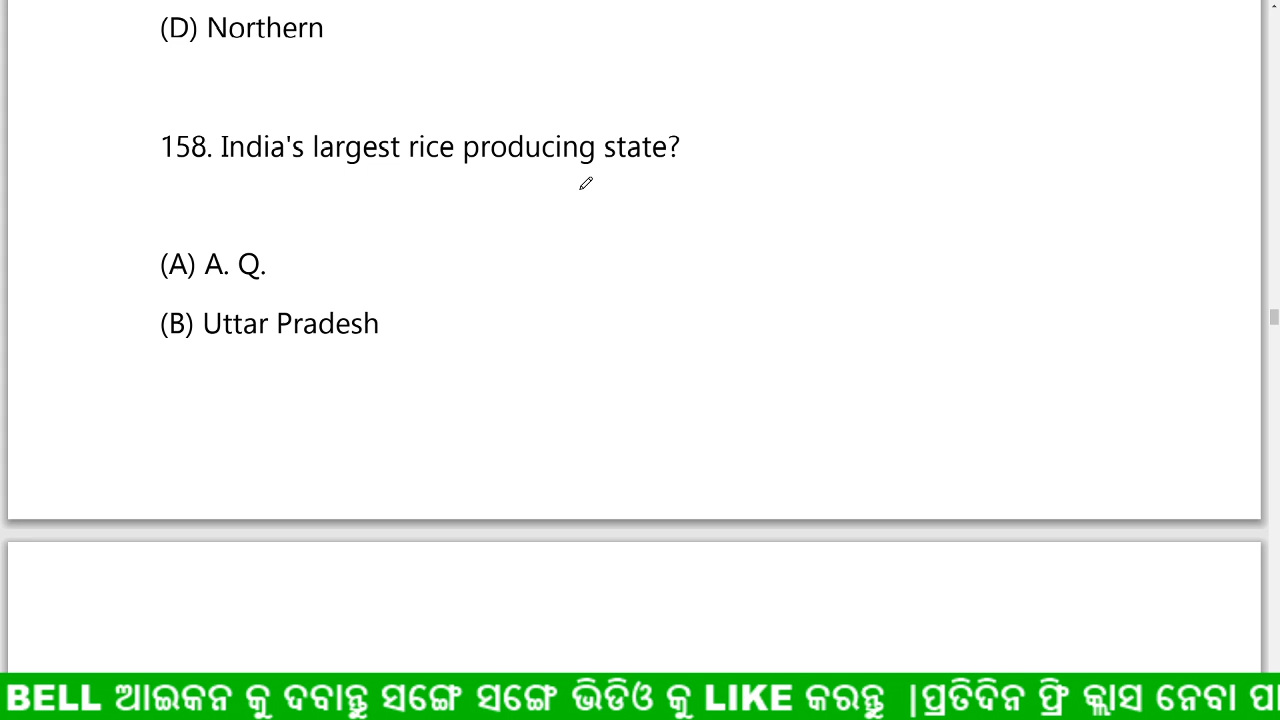 (D) Northern
158. India's largest rice producing state?
(A) A. Q.
(B) Uttar Pradesh
BELL ଆଇକନ କୁ ଦବାନ୍ତୁ ସଙ୍ଗେ ସଙ୍ଗେ ଭିଡିଓ କୁ LIKE କରନ୍ତୁ |ପ୍ରତିଦିନ ଫ୍ରି କ୍ଲାସ ନେବା ପା